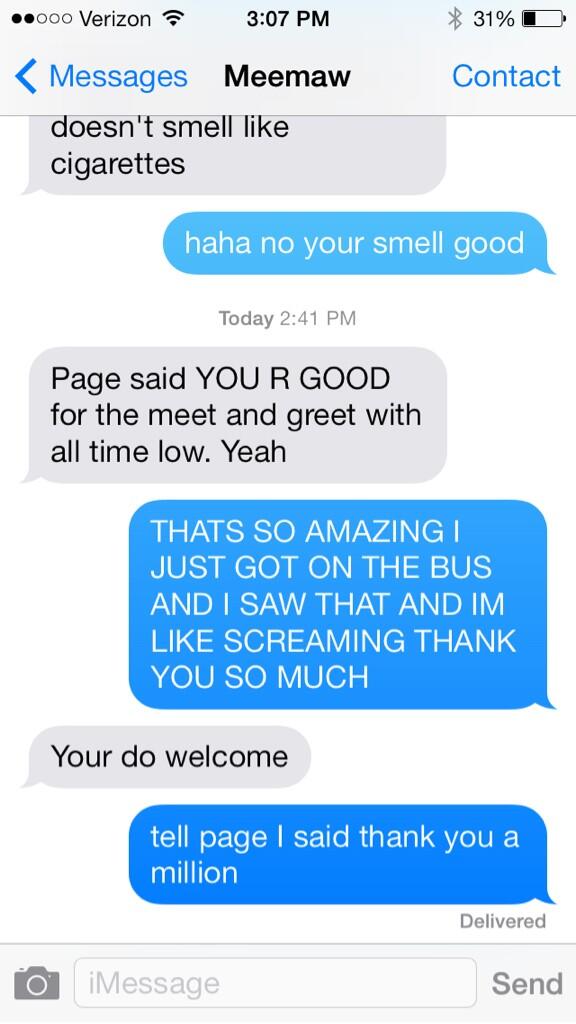 Verizon 3:07 PM 31%
Messages Meemaw Contact
doesn't smell like
cigarettes
haha no your smell good
Today 2:41 PM
Page said YOU R GOOD
for the meet and greet with
all time low. Yeah
THATS SO AMAZING I
JUST GOT ON THE BUS
AND I SAW THAT AND IM
LIKE SCREAMING THANK
YOU SO MUCH
Your do welcome
tell page I said thank you a
million
Delivered
iMessage Send